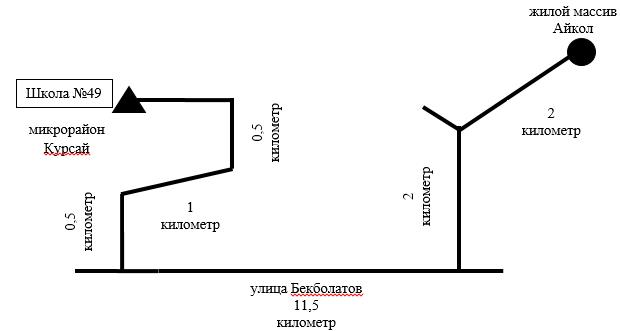 жилой массив
Айкол
Школа №49
микрорайон
Курсай
0,5
километр
2
километр
1
километр
0,5
километр
2
километр
улица Бекболатов
11,5
километр